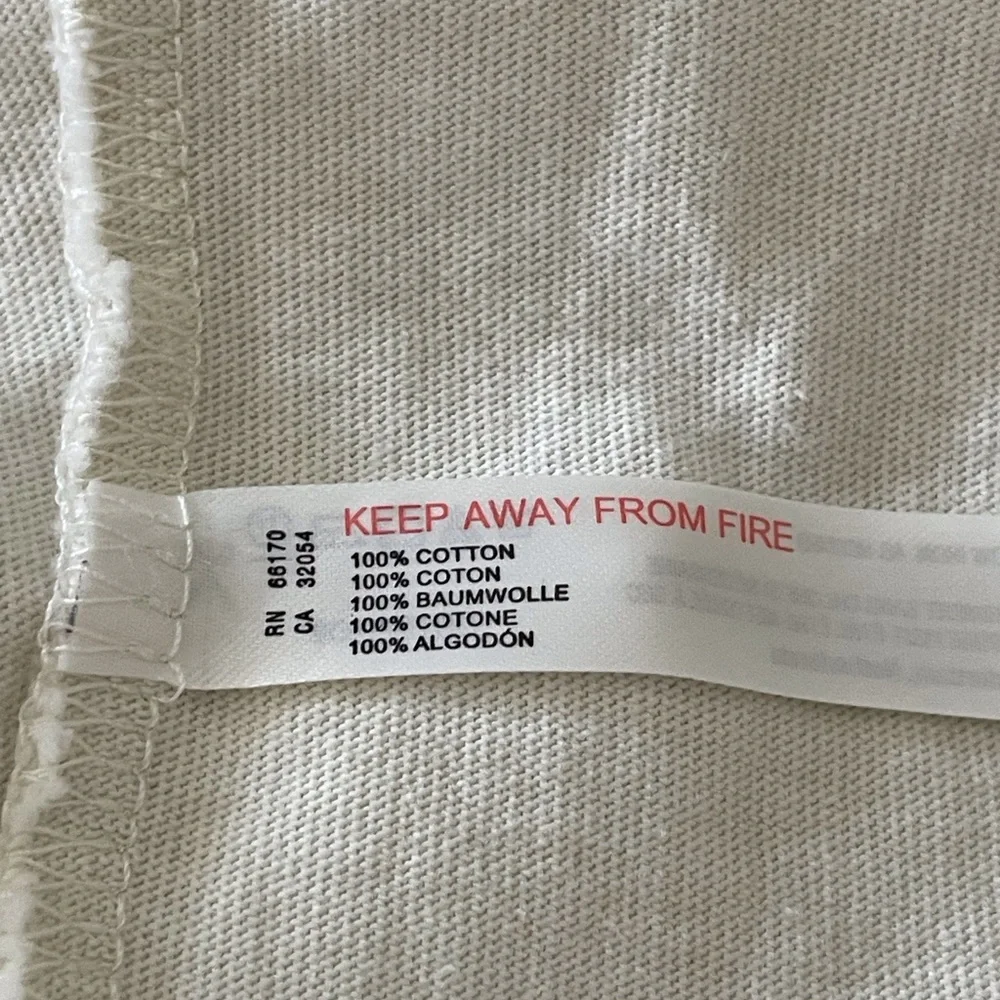 RN 66170
CA 32054
KEEP AWAY FROM FIRE
100% COTTON
100% COTON
100% BAUMWOLLE
100% COTONE
100% ALGODÓN